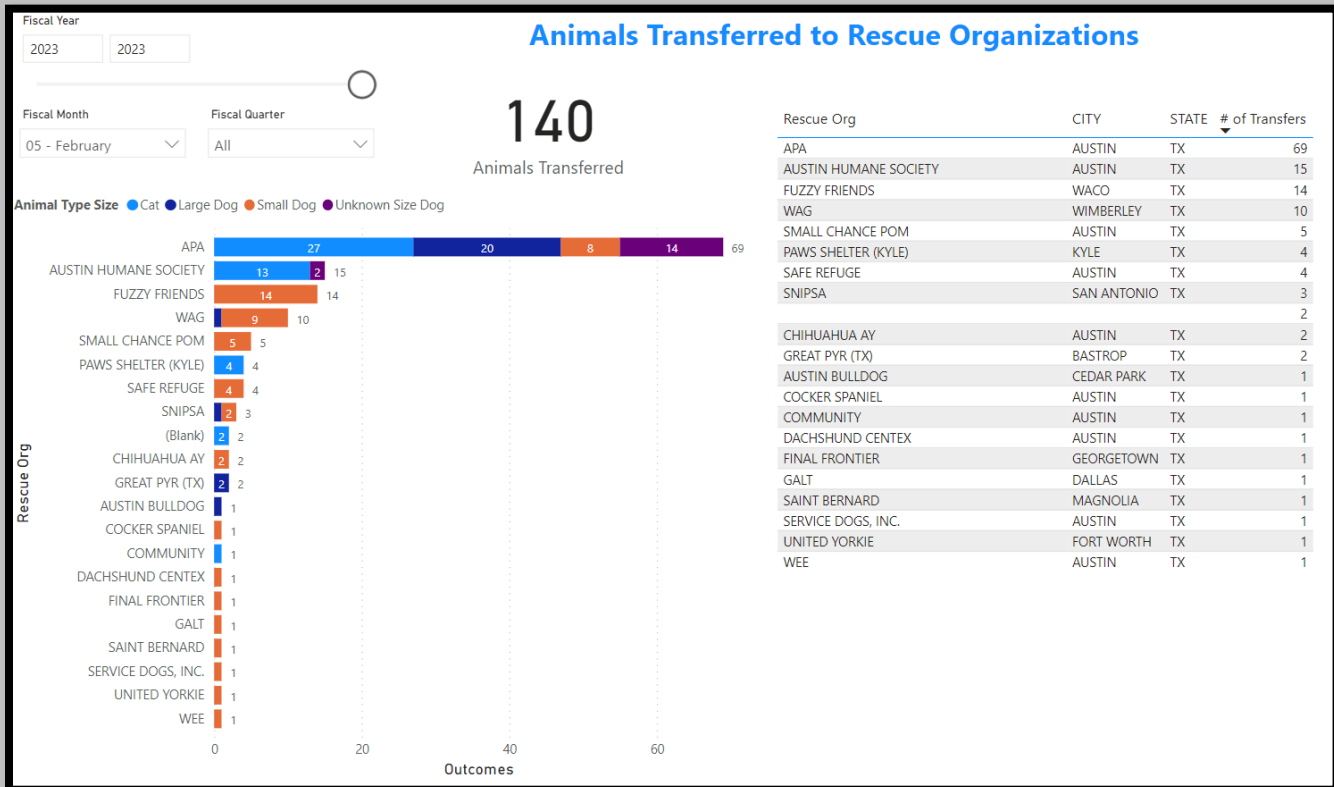 Fiscal Year
2023 2023
Animals Transferred to Rescue Organizations
Fiscal Month Fiscal Quarter
05 - February All
140
Animals Transferred
Animal Type Size Cat Large Dog Small Dog Unknown Size Dog
Rescue Org
APA 27 20 8 14 69
AUSTIN HUMANE SOCIETY 13 2 15
FUZZY FRIENDS 14 14
WAG 9 10
SMALL CHANCE POM 5 5
PAWS SHELTER (KYLE) 4 4
SAFE REFUGE 4 4
SNIPSA 2 3
(Blank) 2 2
CHIHUAHUA AY 2 2
GREAT PYR (TX) 2 2
AUSTIN BULLDOG 1
COCKER SPANIEL 1
COMMUNITY 1
DACHSHUND CENTEX 1
FINAL FRONTIER 1
GALT 1
SAINT BERNARD 1
SERVICE DOGS, INC. 1
UNITED YORKIE 1
WEE 1
0 20 40 60
Outcomes
Rescue Org CITY STATE # of Transfers
APA AUSTIN TX 69
AUSTIN HUMANE SOCIETY AUSTIN TX 15
FUZZY FRIENDS WACO TX 14
WAG WIMBERLEY TX 10
SMALL CHANCE POM AUSTIN TX 5
PAWS SHELTER (KYLE) KYLE TX 4
SAFE REFUGE AUSTIN TX 4
SNIPSA SAN ANTONIO TX 3
2
CHIHUAHUA AY AUSTIN TX 2
GREAT PYR (TX) BASTROP TX 2
AUSTIN BULLDOG CEDAR PARK TX 1
COCKER SPANIEL AUSTIN TX 1
COMMUNITY AUSTIN TX 1
DACHSHUND CENTEX AUSTIN TX 1
FINAL FRONTIER GEORGETOWN TX 1
GALT DALLAS TX 1
SAINT BERNARD MAGNOLIA TX 1
SERVICE DOGS, INC. AUSTIN TX 1
UNITED YORKIE FORT WORTH TX 1
WEE AUSTIN TX 1